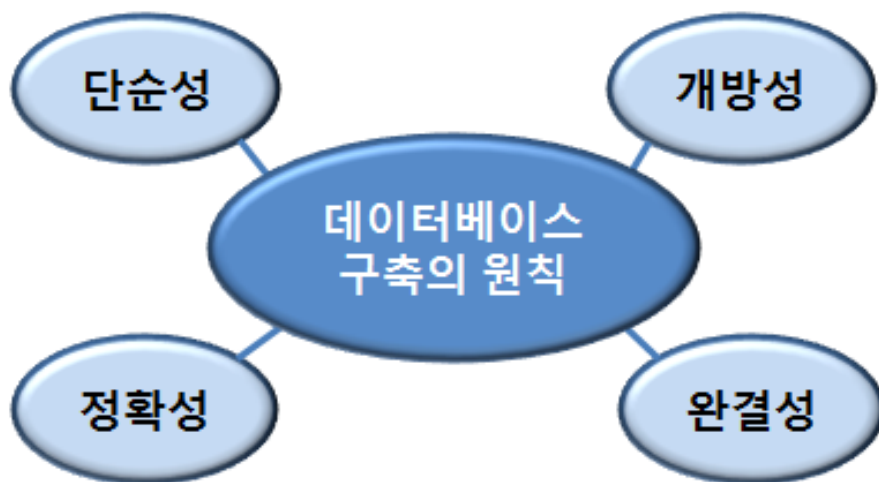 단순성
개방성
데이터베이스
구축의 원칙
정확성
완결성